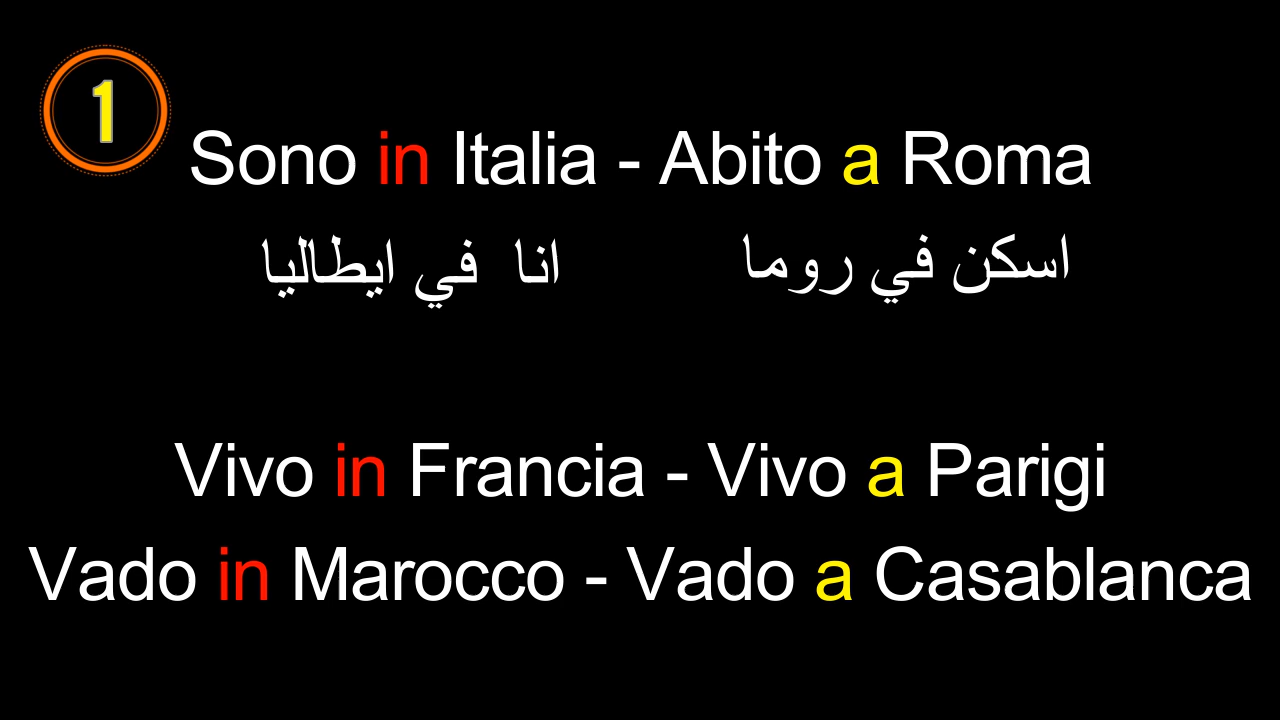 1
Sono in Italia - Abito a Roma
انا في ايطاليا
اسكن في روما
Vivo in Francia - Vivo a Parigi
Vado in Marocco - Vado a Casablanca